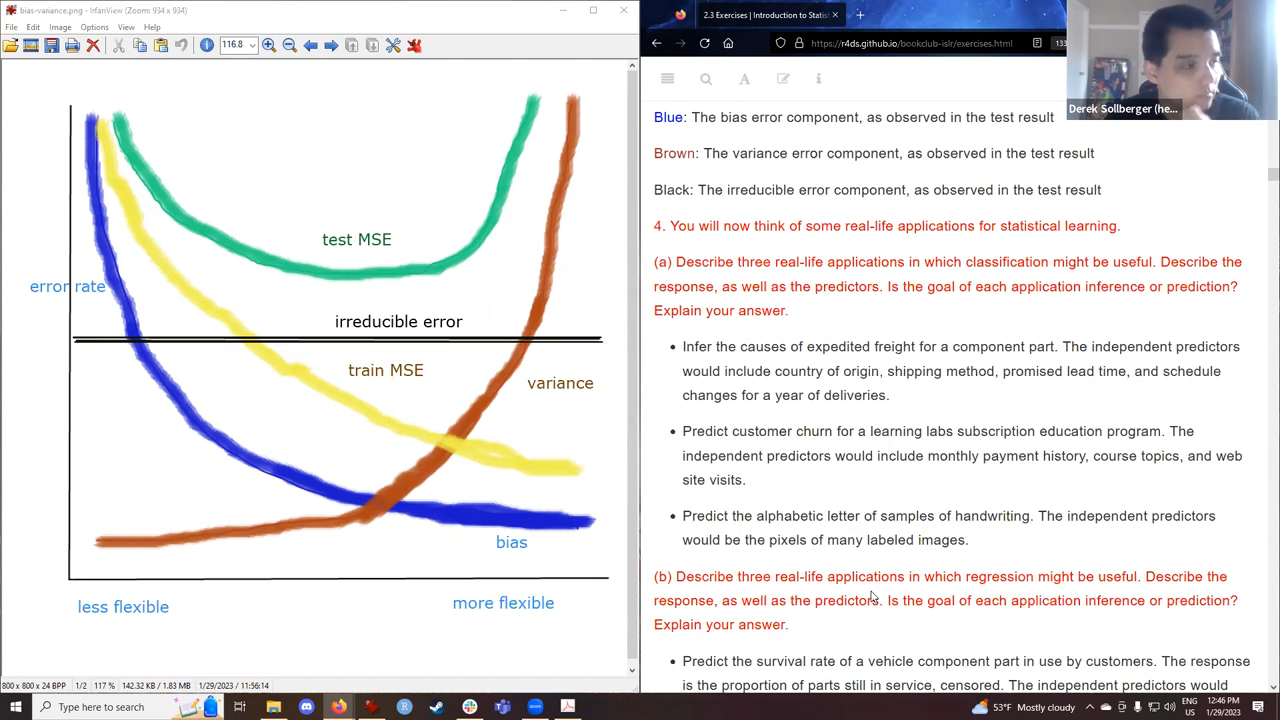 bias-variance.png - IrfanView (Zoom: 934 x 934)
File Edit Image Options View Help
116.8
test MSE
error rate
irreducible error
train MSE
variance
bias
less flexible
more flexible
800 x 800 x 24 BPP 1/2 117 % 142.32 KB / 1.83 MB 1/29/2023 / 11:56:14
2.3 Exercises | Introduction to Statis
https://r4ds.github.io/bookclub-islr/exercises.html
133
Derek Sollberger (he...
Blue: The bias error component, as observed in the test result
Brown: The variance error component, as observed in the test result
Black: The irreducible error component, as observed in the test result
4. You will now think of some real-life applications for statistical learning.
(a) Describe three real-life applications in which classification might be useful. Describe the
response, as well as the predictors. Is the goal of each application inference or prediction?
Explain your answer.
Infer the causes of expedited freight for a component part. The independent predictors
would include country of origin, shipping method, promised lead time, and schedule
changes for a year of deliveries.
Predict customer churn for a learning labs subscription education program. The
independent predictors would include monthly payment history, course topics, and web
site visits.
Predict the alphabetic letter of samples of handwriting. The independent predictors
would be the pixels of many labeled images.
(b) Describe three real-life applications in which regression might be useful. Describe the
response, as well as the predictors. Is the goal of each application inference or prediction?
Explain your answer.
Predict the survival rate of a vehicle component part in use by customers. The response
is the proportion of parts still in service, censored. The independent predictors would
Type here to search
zoom
53°F Mostly cloudy
ENG
US
12:46 PM
1/29/2023